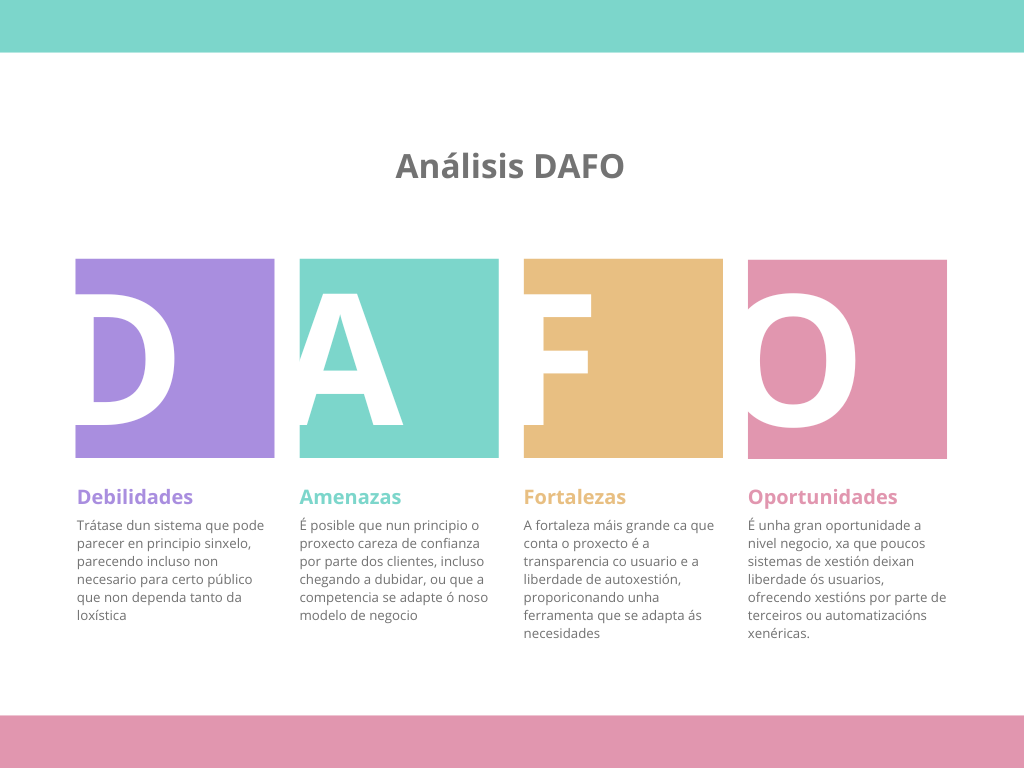 Análisis DAFO
D
A
F
O
Debilidades
Trátase dun sistema que pode
parecer en principio sinxelo,
parecendo incluso non
necesario para certo público
que non dependa tanto da
loxística
Amenazas
É posible que nun principio o
proxecto careza de confianza
por parte dos clientes, incluso
chegando a dubidar, ou que a
competencia se adapte ó noso
modelo de negocio
Fortalezas
A fortaleza máis grande ca que
conta o proxecto é a
transparencia co usuario e a
liberdade de autoxestión,
proporiconando unha
ferramenta que se adapta ás
necesidades
Oportunidades
É unha gran oportunidade a
nivel negocio, xa que poucos
sistemas de xestión deixan
liberdade ós usuarios,
ofrecendo xestións por parte de
terceiros ou automatizacións
xenéricas.